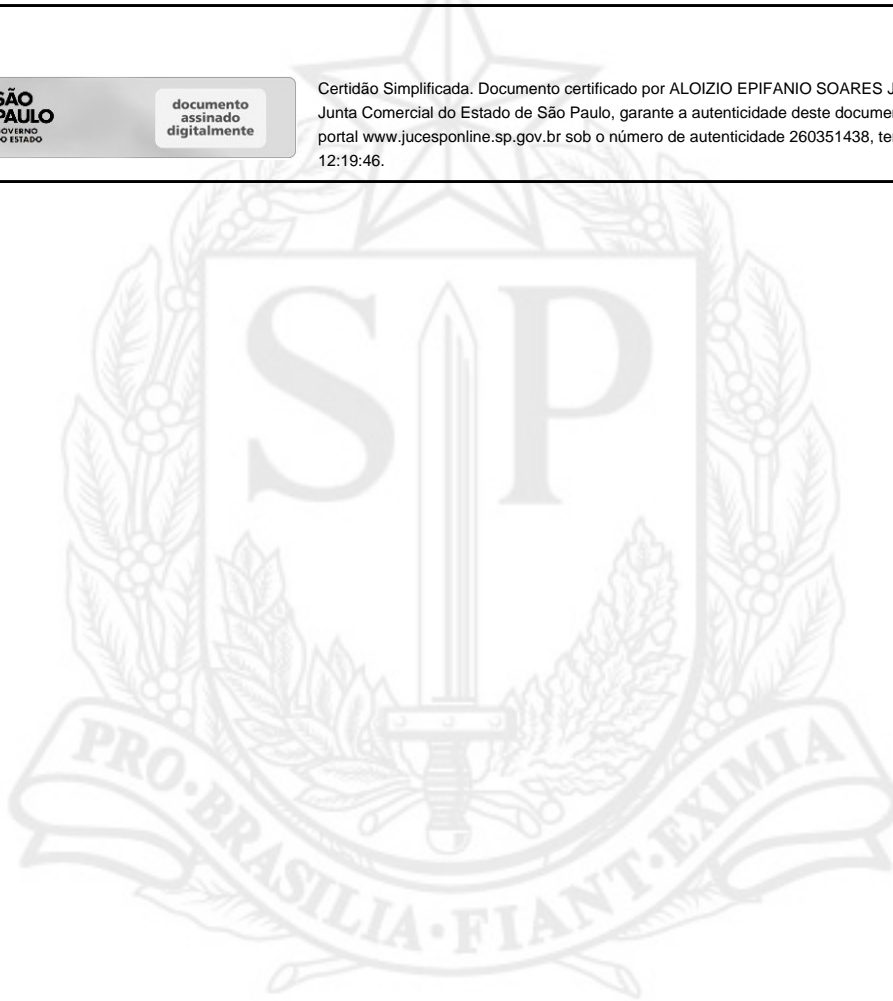 SÃO
PAULO
GOVERNO
DO ESTADO
documento
assinado
digitalmente
Certidão Simplificada. Documento certificado por ALOIZIO EPIFANIO SOARES J
Junta Comercial do Estado de São Paulo, garante a autenticidade deste
portal www.jucesponline.sp.gov.br sob o número de autenticidade 260351438,
12:19:46.
S P
PRO·BRASILIA·FIANT·EXIMIA